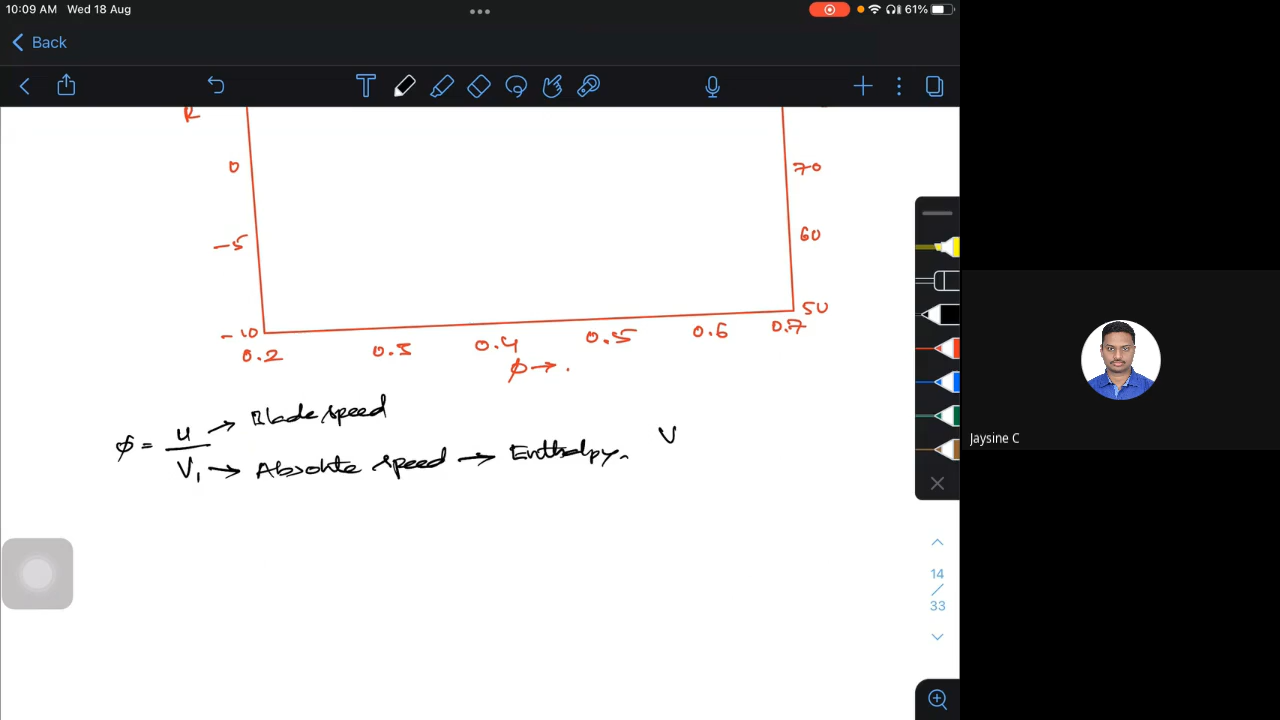 10:09 AM Wed 18 Aug 61%
Back
T
R
0 70
-5 60
-10 50
0.2 0.3 0.4 0.5 0.6 0.7
φ → .
φ = u → Blade speed
V1 → Absolute speed → Enthalpy. V
Jaysine C
14
/
33